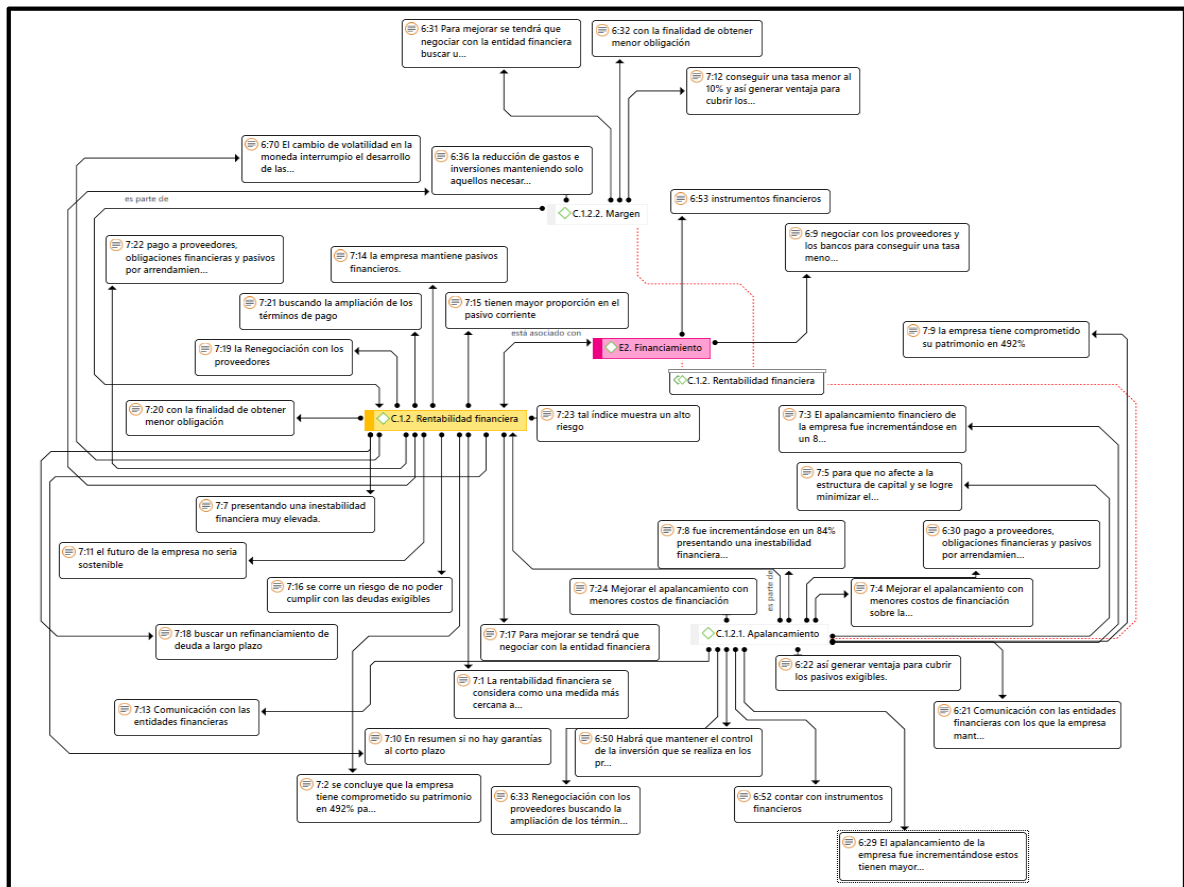 6:31 Para mejorar se tendrá que
negociar con la entidad financiera
buscar u...
6:32 con la finalidad de obtener
menor obligación
7:12 conseguir una tasa menor al
10% y así generar ventaja para
cubrir los...
6:70 El cambio de volatilidad en la
moneda interrumpio el desarrollo
de las...
6:36 la reducción de gastos e
inversiones manteniendo solo
aquellos necesar...
es parte de
6:53 instrumentos financieros
C.1.2.2. Margen
6:9 negociar con los proveedores y
los bancos para conseguir una tasa
meno...
7:22 pago a proveedores,
obligaciones financieras y pasivos
por arrendamien...
7:14 la empresa mantiene pasivos
financieros.
7:21 buscando la ampliación de los
términos de pago
7:15 tienen mayor proporción en el
pasivo corriente
está asociado con
7:9 la empresa tiene comprometido
su patrimonio en 492%
7:19 la Renegociación con los
proveedores
E2. Financiamiento
C.1.2. Rentabilidad financiera
7:20 con la finalidad de obtener
menor obligación
C.1.2. Rentabilidad financiera
7:23 tal índice muestra un alto
riesgo
7:3 El apalancamiento financiero de
la empresa fue incrementándose en
un 8...
7:5 para que no afecte a la
estructura de capital y se logre
minimizar el...
7:7 presentando una inestabilidad
financiera muy elevada.
7:8 fue incrementándose en un 84%
presentando una inestabilidad
financiera...
6:30 pago a proveedores,
obligaciones financieras y pasivos
por arrendamien...
7:11 el futuro de la empresa no sería
sostenible
7:16 se corre un riesgo de no poder
cumplir con las deudas exigibles
7:24 Mejorar el apalancamiento con
menores costos de financiación
es parte de
7:4 Mejorar el apalancamiento con
menores costos de financiación
sobre la...
7:18 buscar un refinanciamiento de
deuda a largo plazo
7:17 Para mejorar se tendrá que
negociar con la entidad financiera
C.1.2.1. Apalancamiento
6:22 así generar ventaja para cubrir
los pasivos exigibles.
7:1 La rentabilidad financiera se
considera como una medida más
cercana a...
7:13 Comunicación con las
entidades financieras
6:21 Comunicación con las entidades
financieras con los que la empresa
mant...
7:10 En resumen si no hay garantías
al corto plazo
6:50 Habrá que mantener el control
de la inversión que se realiza en los
pr...
7:2 se concluye que la empresa
tiene comprometido su patrimonio
en 492% pa...
6:33 Renegociación con los
proveedores buscando la
ampliación de los términ...
6:52 contar con instrumentos
financieros
6:29 El apalancamiento de la
empresa fue incrementándose estos
tienen mayor...